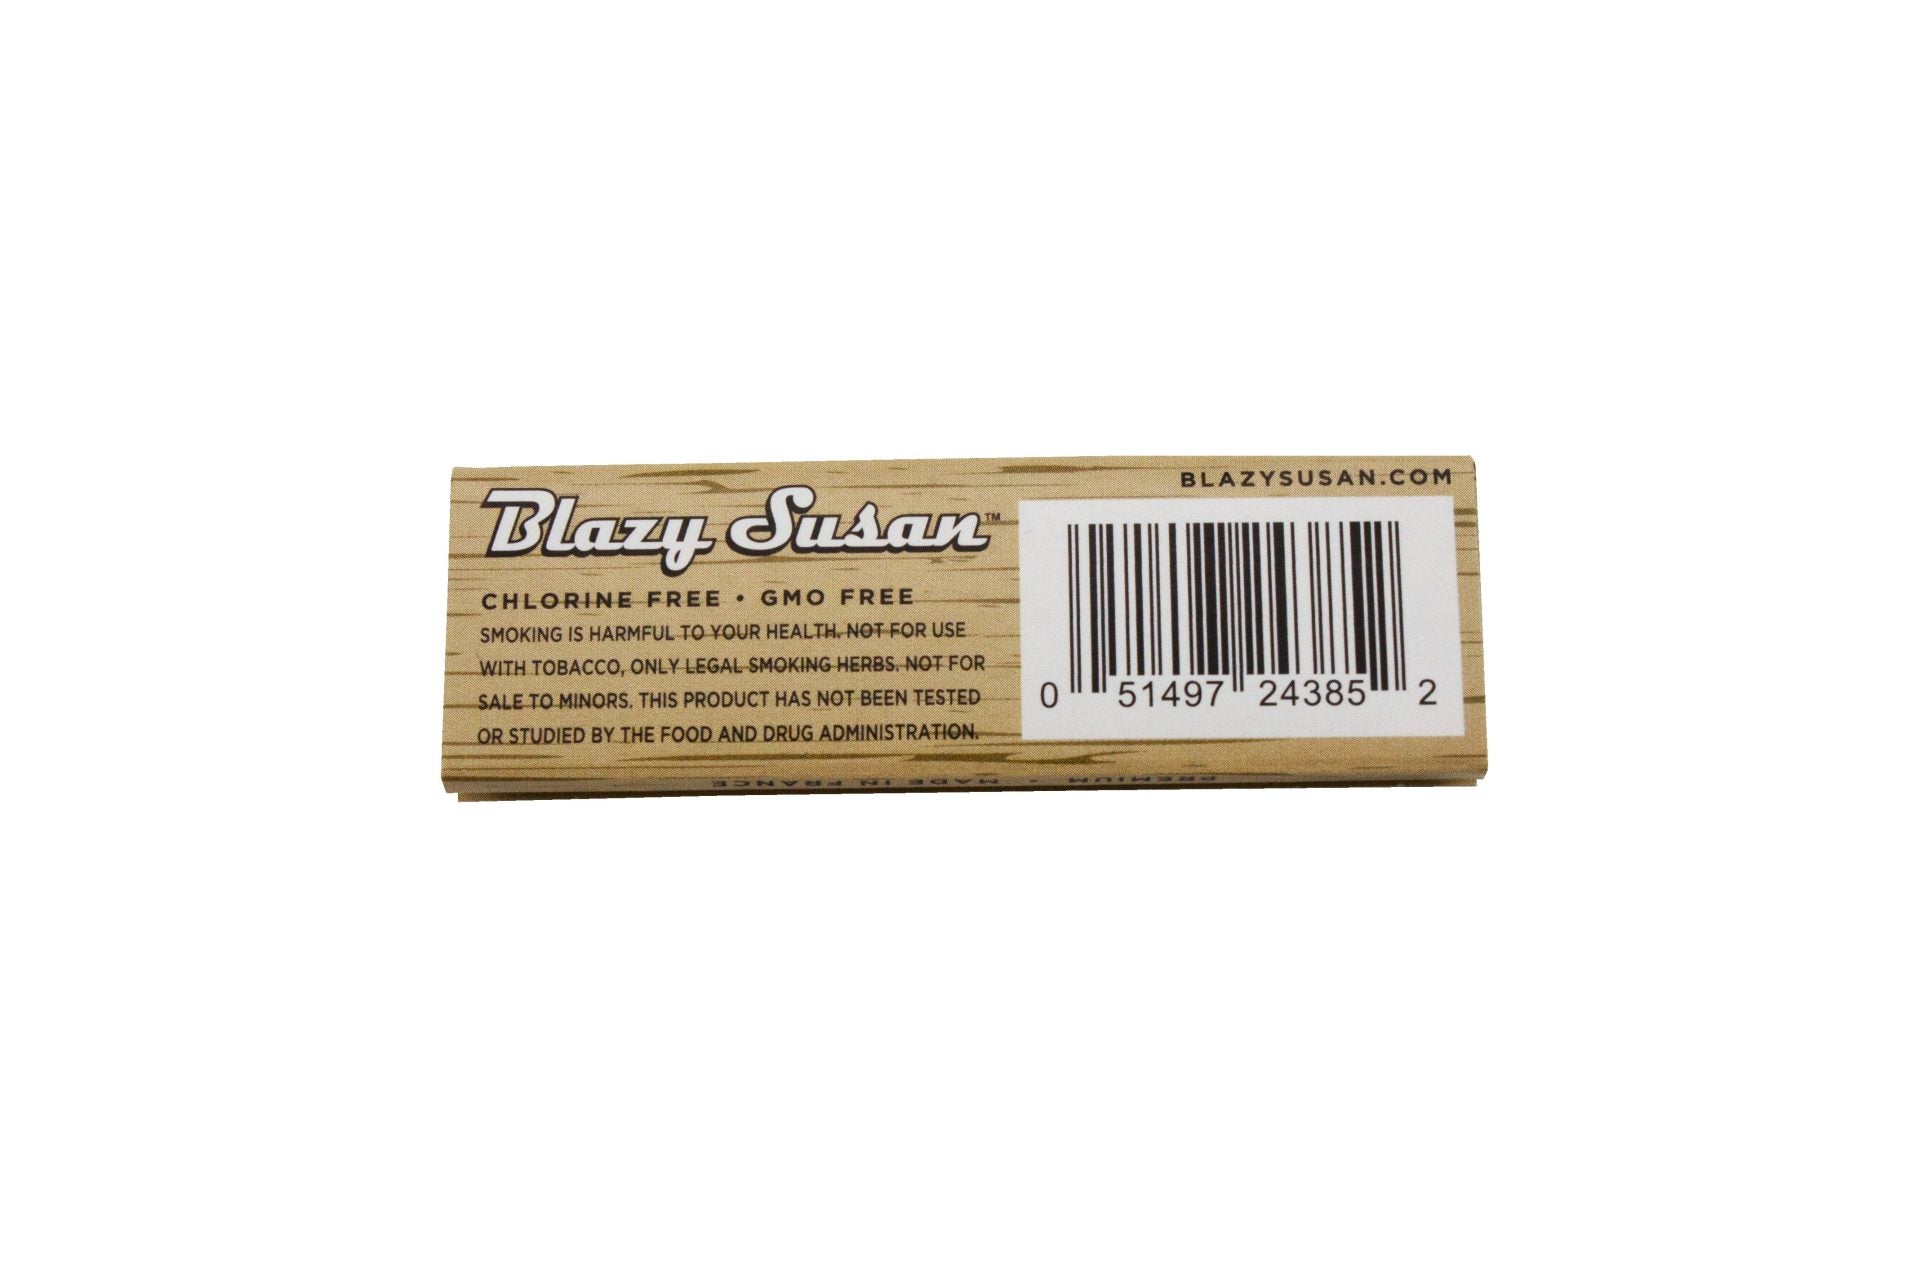 BLAZYSUSAN.COM
Blazy Susan™
CHLORINE FREE • GMO FREE
SMOKING IS HARMFUL TO YOUR HEALTH. NOT FOR USE
WITH TOBACCO, ONLY LEGAL SMOKING HERBS. NOT FOR
SALE TO MINORS. THIS PRODUCT HAS NOT BEEN TESTED
OR STUDIED BY THE FOOD AND DRUG ADMINISTRATION.
0 51497 24385 2
PREMIUM • MADE IN FRANCE